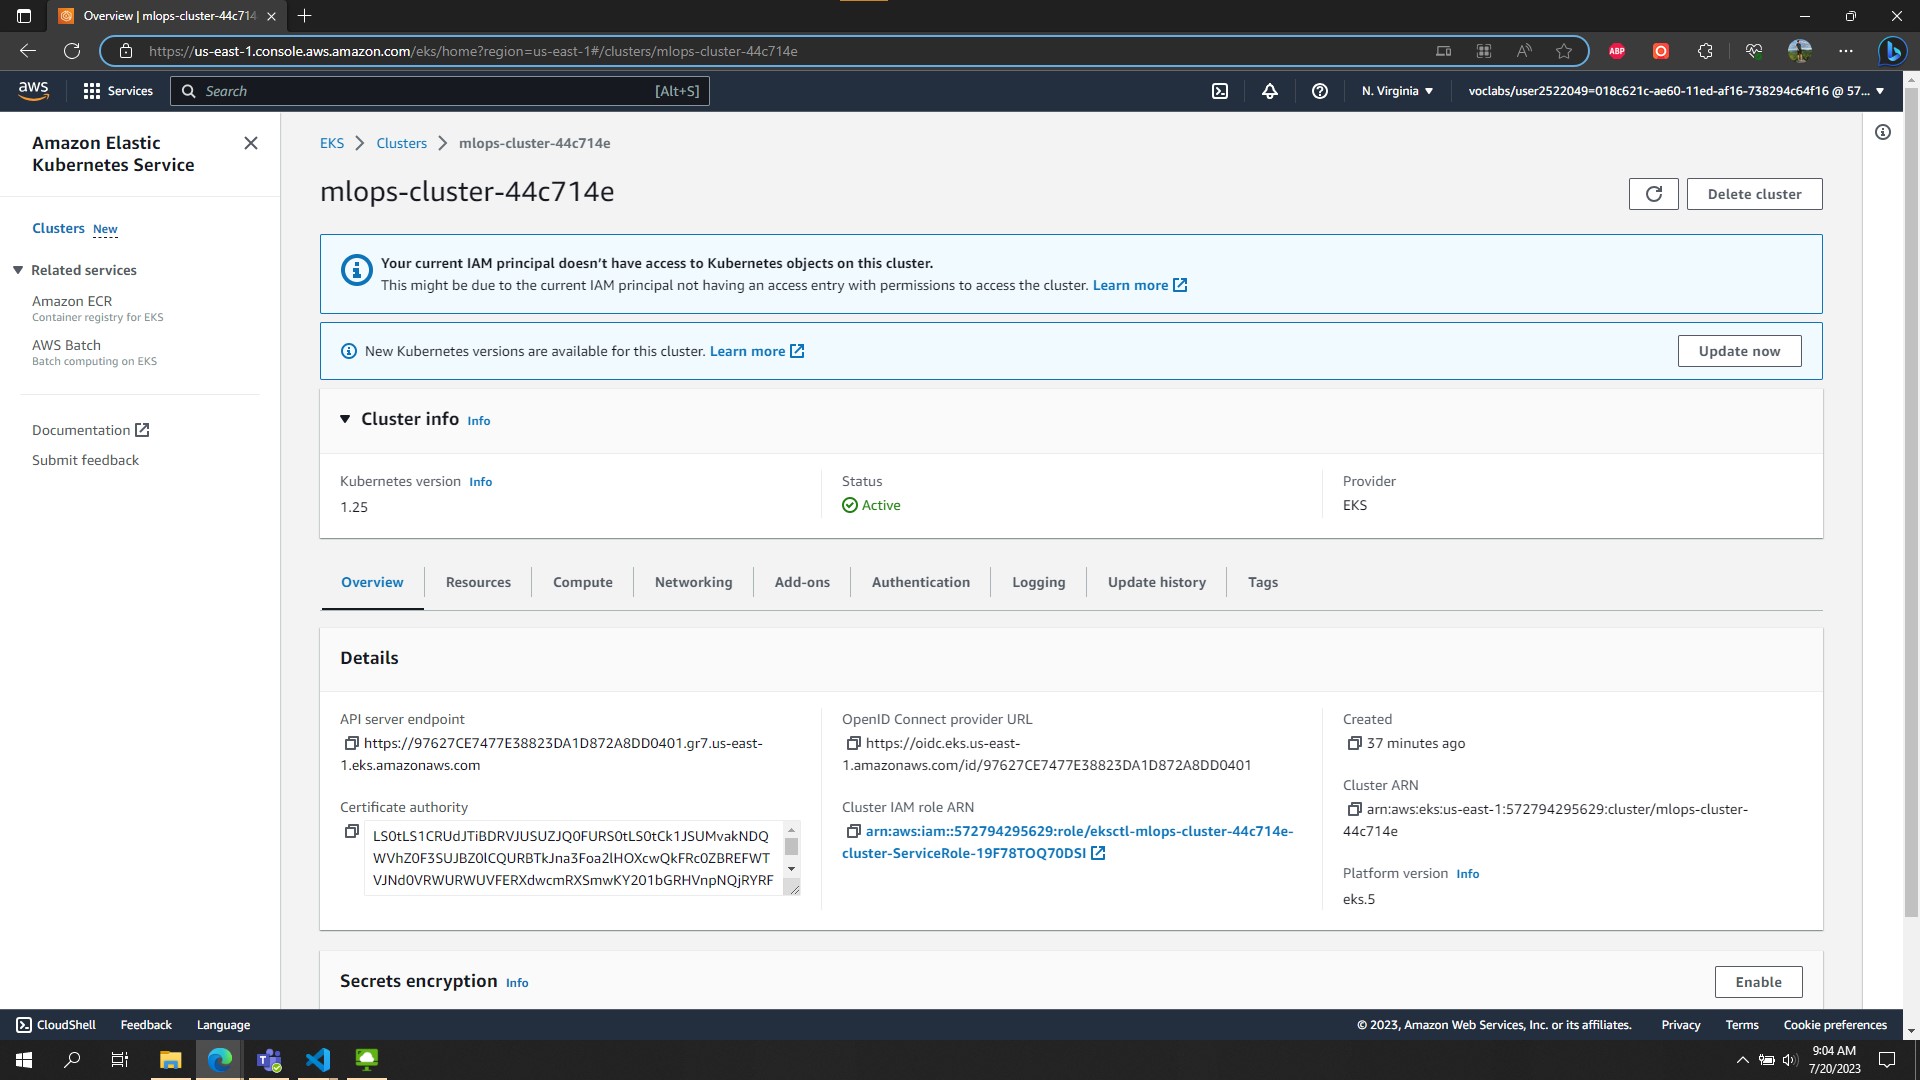 Overview | mlops-cluster-44c714
https://us-east-1.console.aws.amazon.com/eks/home?region=us-east-1#/clusters/mlops-cluster-44c714e
ABP
aws
Services
Search
[Alt+S]
N. Virginia
voclabs/user2522049=018c621c-ae60-11ed-af16-738294c64f16 @ 57...
Amazon Elastic
Kubernetes Service
Clusters New
Related services
Amazon ECR
Container registry for EKS
AWS Batch
Batch computing on EKS
Documentation
Submit feedback
EKS
Clusters
mlops-cluster-44c714e
mlops-cluster-44c714e
Delete cluster
Your current IAM principal doesn't have access to Kubernetes objects on this cluster.
This might be due to the current IAM principal not having an access entry with permissions to access the cluster. Learn more
New Kubernetes versions are available for this cluster. Learn more
Update now
Cluster info Info
Kubernetes version Info
1.25
Status
Active
Provider
EKS
Overview
Resources
Compute
Networking
Add-ons
Authentication
Logging
Update history
Tags
Details
API server endpoint
https://97627CE7477E38823DA1D872A8DD0401.gr7.us-east-
1.eks.amazonaws.com
Certificate authority
LS0tLS1CRUdJTiBDRVJUSUZJQ0FURS0tLS0tCk1JSUMvakNDQ
WVhZ0F3SUJBZ0lCQURBTkJna3Foa2lHOXcwQkFRc0ZBREFWT
VJNd0VRWURWUVFERXdwcmRXSmwKY201bGRHVnpNQjRYRF
OpenID Connect provider URL
https://oidc.eks.us-east-
1.amazonaws.com/id/97627CE7477E38823DA1D872A8DD0401
Cluster IAM role ARN
arn:aws:iam::572794295629:role/eksctl-mlops-cluster-44c714e-
cluster-ServiceRole-19F78TOQ70DSI
Created
37 minutes ago
Cluster ARN
arn:aws:eks:us-east-1:572794295629:cluster/mlops-cluster-
44c714e
Platform version Info
eks.5
Secrets encryption Info
Enable
CloudShell
Feedback
Language
© 2023, Amazon Web Services, Inc. or its affiliates.
Privacy
Terms
Cookie preferences
9:04 AM
7/20/2023